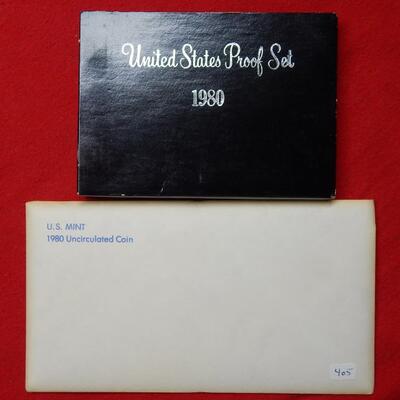 United States Proof Set
1980
U.S. MINT
1980 Uncirculated Coin
405